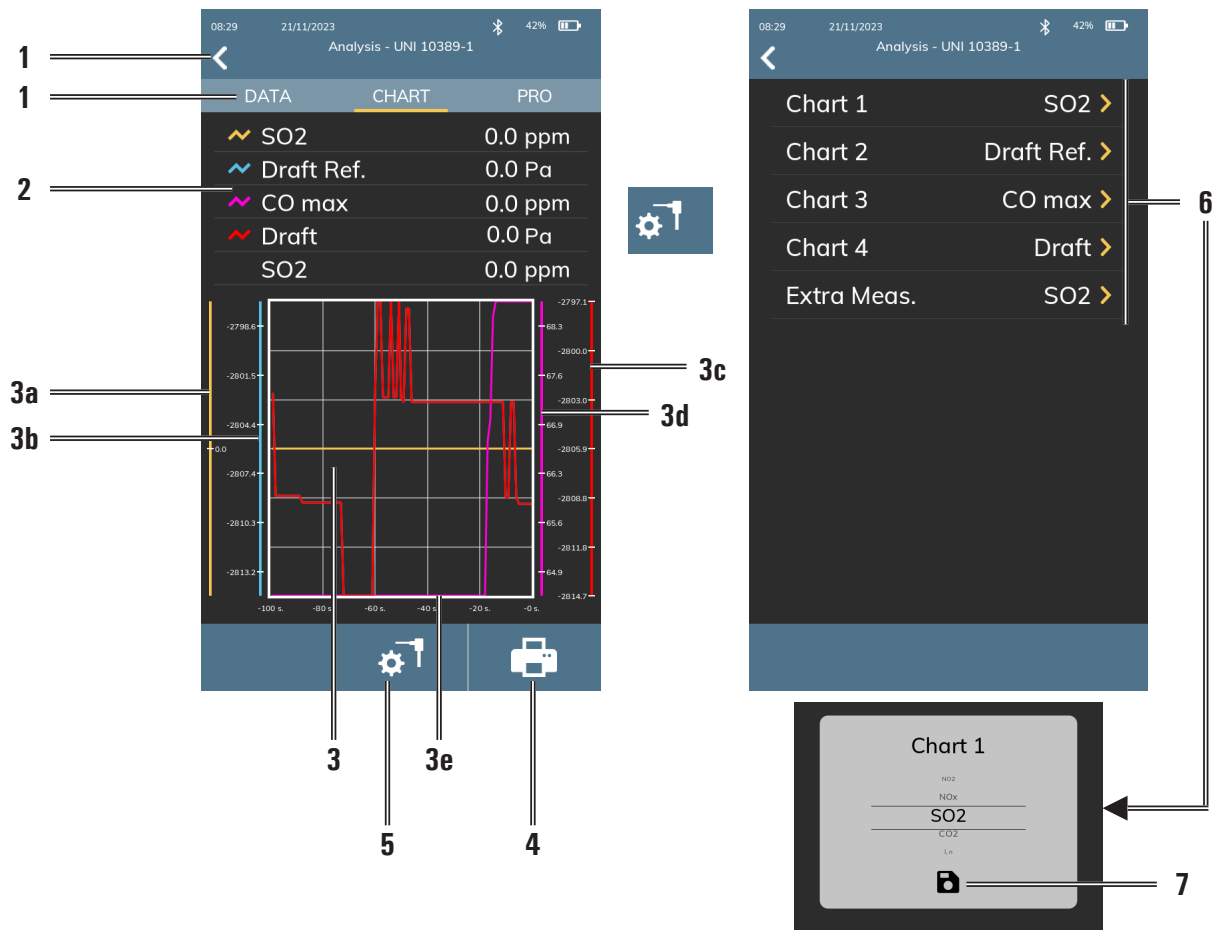 08:29 21/11/2023 42%
Analysis - UNI 10389-1
1
1
DATA CHART PRO
SO2 0.0 ppm
Draft Ref. 0.0 Pa
2
CO max 0.0 ppm
Draft 0.0 Pa
SO2 0.0 ppm
-2797.1
-2798.6
68.3
-2800.0
3c
-2801.5
67.6
3a
-2803.0
3d
-2804.4
66.9
3b
0.0
-2805.9
-2807.4
66.3
-2808.8
-2810.3
65.6
-2811.8
-2813.2
64.9
-2814.7
-100 s. -80 s -60 s. -40 s -20 s. -0 s.
3
3e
5
4
08:29 21/11/2023 42%
Analysis - UNI 10389-1
Chart 1 SO2
Chart 2 Draft Ref.
Chart 3 CO max
6
Chart 4 Draft
Extra Meas. SO2
Chart 1
NO2
NOx
SO2
CO2
7